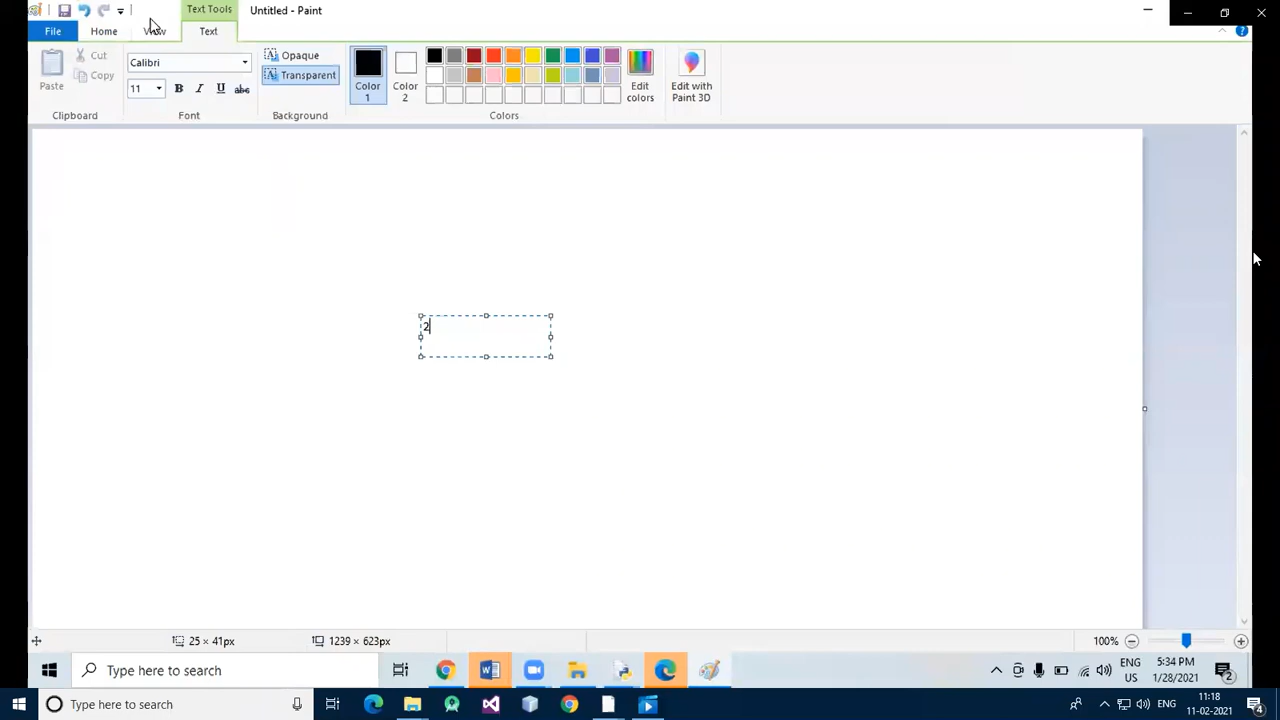 Text Tools
Untitled - Paint
File
Home
View
Text
Paste
Cut
Copy
Clipboard
Calibri
11
B
I
U
abc
Font
Opaque
Transparent
Background
Color
1
Color
2
Edit
colors
Colors
Edit with
Paint 3D
2
25 × 41px
1239 × 623px
100%
Type here to search
ENG
US
5:34 PM
1/28/2021
2
Type here to search
ENG
11:18
11-02-2021
4